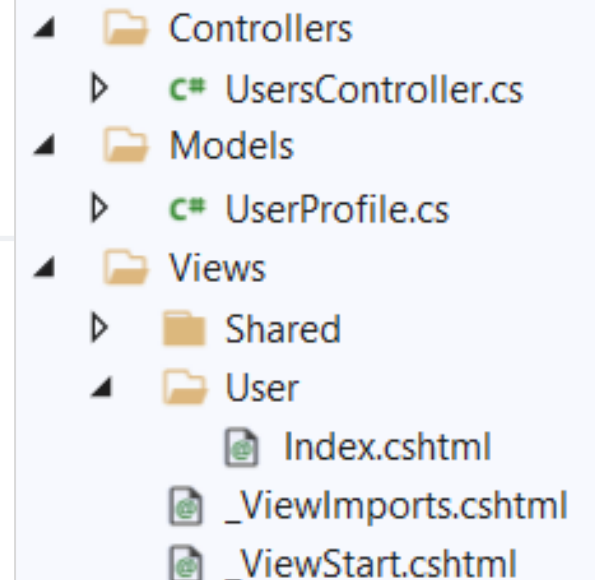 Controllers
C# UsersController.cs
Models
C# UserProfile.cs
Views
Shared
User
@ Index.cshtml
@ _ViewImports.cshtml
@ _ViewStart.cshtml